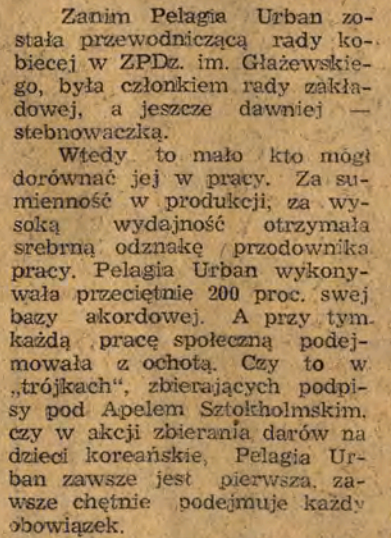 Zanim Pelagia Urban zo-
stała przewodniczącą rady ko-
biecej w ZPDz. im. Głażewskie-
go, była członkiem rady zakła-
dowej, a jeszcze dawniej —
stebnowaczką.
Wtedy to mało kto mógł
dorównać jej w pracy. Za su-
mienność w produkcji, za wy-
soką wydajność otrzymała
srebrną odznakę przodownika
pracy. Pelagia Urban wykony-
wała przeciętnie 200 proc. swej
bazy akordowej. A przy tym
każdą pracę społeczną podej-
mowała z ochotą. Czy to w
„trójkach“, zbierających podpi-
sy pod Apelem Sztokholmskim,
czy w akcji zbierania darów na
dzieci koreańskie, Pelagia Ur-
ban zawsze jest pierwsza, za-
wsze chętnie podejmuje każdy
obowiązek.